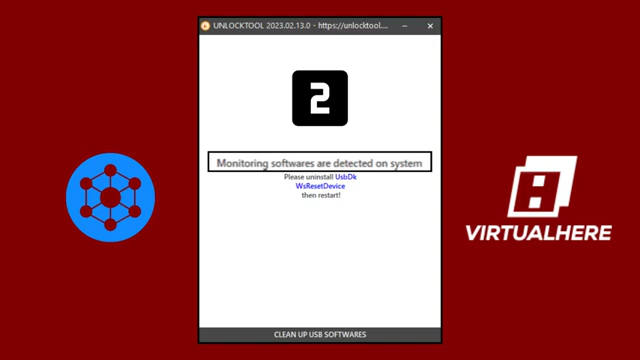 UNLOCKTOOL 2023.02.13.0 - https://unlocktool....
2
Monitoring softwares are detected on system
Please uninstall UsbDk
WsResetDevice
then restart!
VIRTUALHERE
CLEAN UP USB SOFTWARES